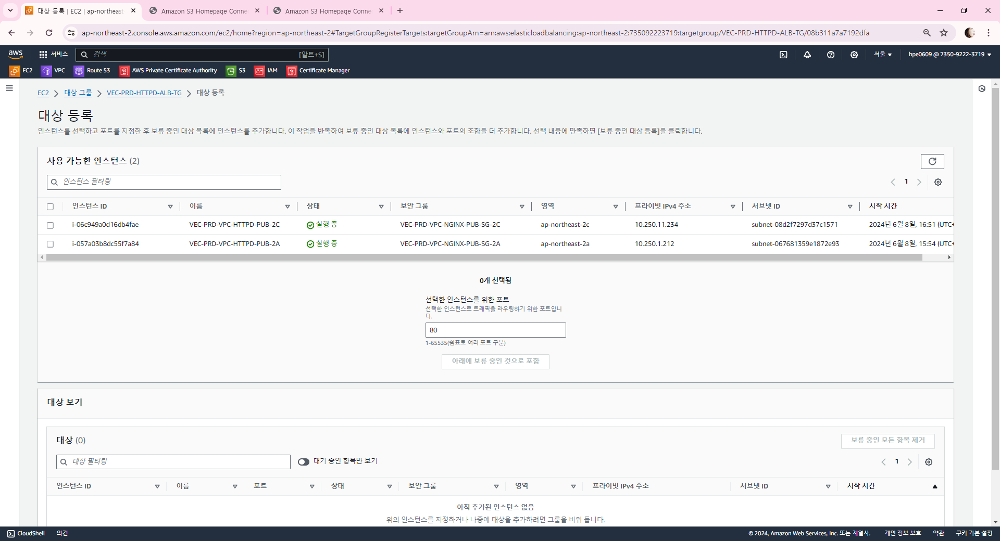 대상 등록 | EC2 | ap-northeast
Amazon S3 Homepage Conne
Amazon S3 Homepage Conne
ap-northeast-2.console.aws.amazon.com/ec2/home?region=ap-northeast-2#TargetGroupRegisterTargets:targetGroupArn=arn:aws:elasticloadbalancing:ap-northeast-2:735092223719:targetgroup/VEC-PRD-HTTPD-ALB-TG/08b311a7a7192dfa
aws 서비스 검색 [알트+S] 서울 hpe0609 @ 7350-9222-3719
EC2 VPC Route 53 AWS Private Certificate Authority S3 IAM Certificate Manager
EC2 대상 그룹 VEC-PRD-HTTPD-ALB-TG 대상 등록
대상 등록
인스턴스를 선택하고 포트를 지정한 후 보류 중인 대상 목록에 인스턴스를 추가합니다. 이 작업을 반복하여 보류 중인 대상 목록에 인스턴스와 포트의 조합을 더 추가합니다. 선택 내용에 만족하면 [보류 중인 대상 등록]을 클릭합니다.
사용 가능한 인스턴스 (2)
인스턴스 필터링
1
인스턴스 ID 이름 상태 보안 그룹 영역 프라이빗 IPv4 주소 서브넷 ID 시작 시간
i-06c949a0d16db4fae VEC-PRD-VPC-HTTPD-PUB-2C 실행 중 VEC-PRD-VPC-NGINX-PUB-SG-2C ap-northeast-2c 10.250.11.234 subnet-08d2f7297d37c1571 2024년 6월 8일, 16:51 (UTC+
i-057a03b8dc55f7a84 VEC-PRD-VPC-HTTPD-PUB-2A 실행 중 VEC-PRD-VPC-NGINX-PUB-SG-2A ap-northeast-2a 10.250.1.212 subnet-067681359e1872e93 2024년 6월 8일, 15:54 (UTC+
0개 선택됨
선택한 인스턴스를 위한 포트
선택한 인스턴스로 트래픽을 라우팅하기 위한 포트입니
다.
80
1-65535(쉼표로 여러 포트 구분)
아래에 보류 중인 것으로 포함
대상 보기
대상 (0)
보류 중인 모든 항목 제거
대상 필터링
대기 중인 항목만 보기
1
인스턴스 ID 이름 포트 상태 보안 그룹 영역 프라이빗 IPv4 주소 서브넷 ID 시작 시간
아직 추가된 인스턴스 없음
위의 인스턴스를 지정하거나 나중에 대상을 추가하려면 그룹을 비워 둡니다.
CloudShell 의견 © 2024, Amazon Web Services, Inc. 또는 계열사. 개인 정보 보호 약관 쿠키 기본 설정